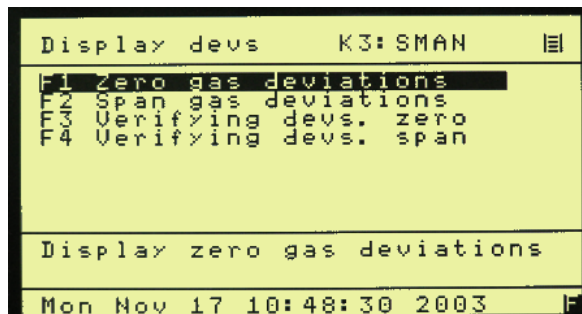 Display devs K3:SMAN
F1 Zero gas deviations
F2 Span gas deviations
F3 Verifying devs. zero
F4 Verifying devs. span
Display zero gas deviations
Mon Nov 17 10:48:30 2003 F